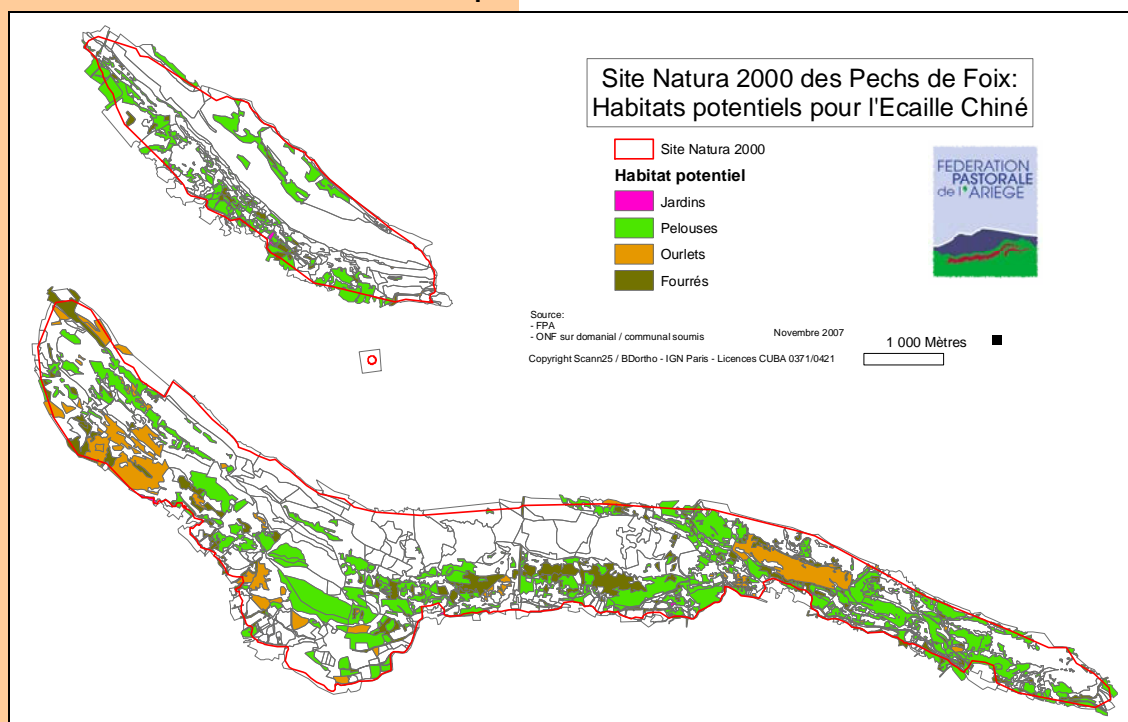 Site Natura 2000 des Pechs de Foix:
Habitats potentiels pour l'Ecaille Chiné
Site Natura 2000
Habitat potentiel
Jardins
Pelouses
Ourlets
Fourrés
FEDERATION
PASTORALE
de l'ARIEGE
Source:
- FPA
- ONF sur domanial / communal soumis
Novembre 2007
Copyright Scann25 / BDortho - IGN Paris - Licences CUBA 0371/0421
1 000 Mètres